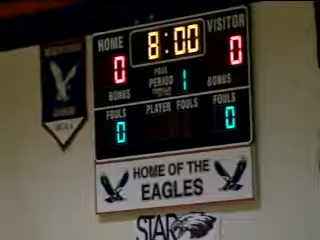 HOME
8:00
VISITOR
0
0
PERIOD
1
BONUS
BONUS
FOULS
PLAYER FOULS
FOULS
0
0
HOME OF THE
EAGLES
STAR